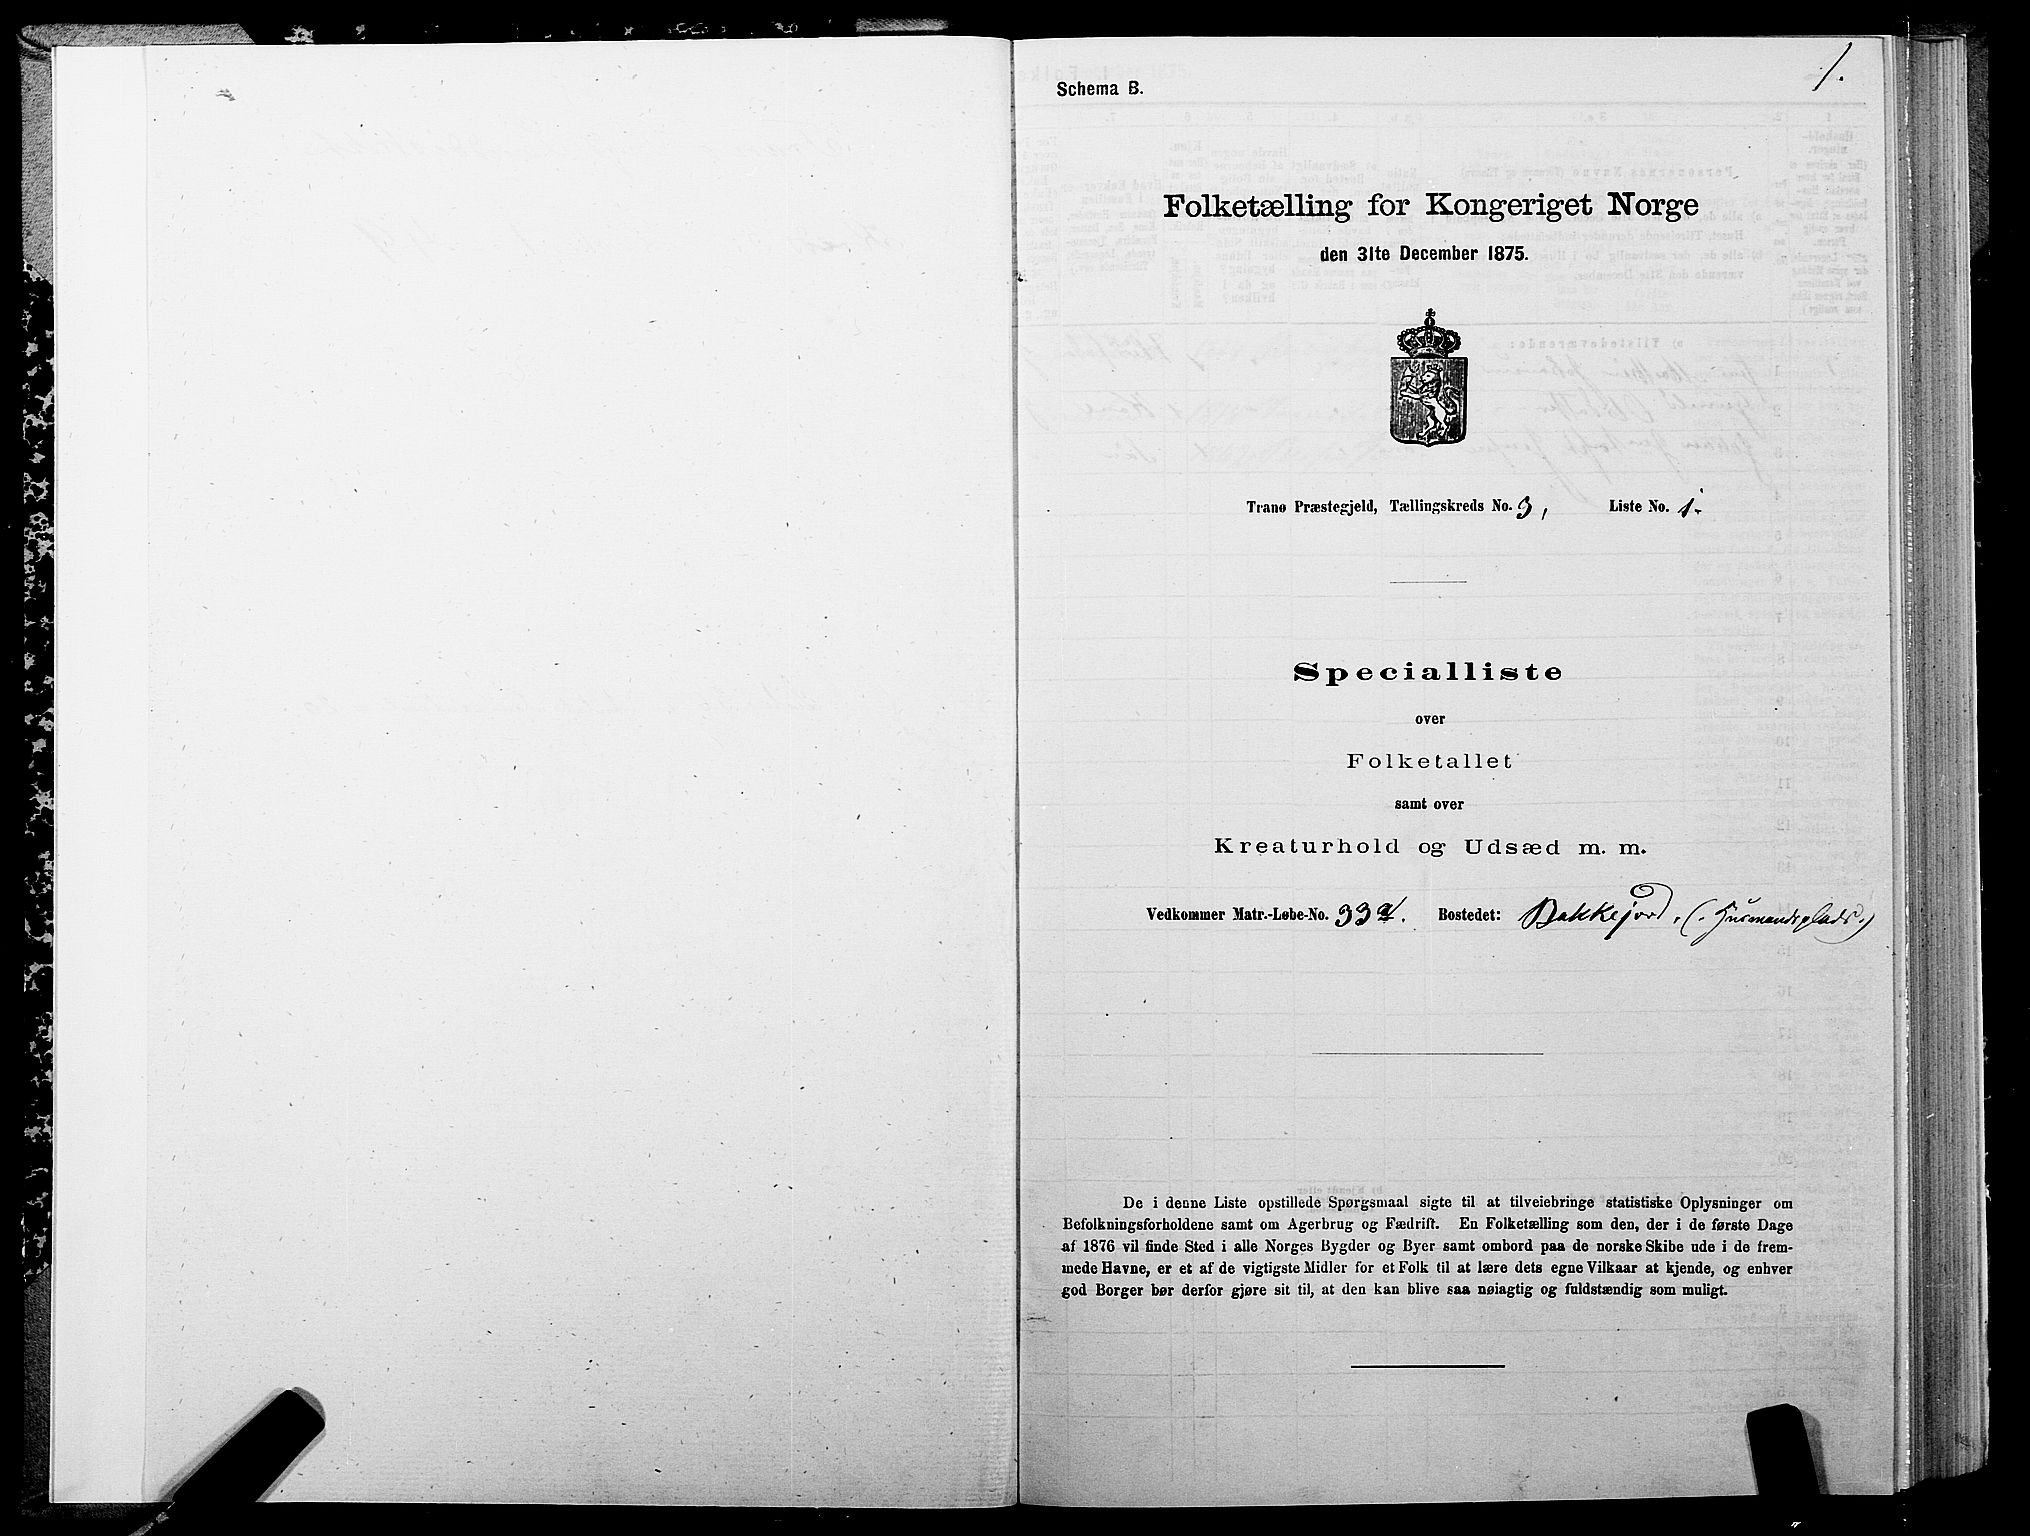 1.
Schema B.
Folketælling for Kongeriget Norge
den 31te December 1875.
Tranø Præstegjeld, Tællingskreds No. 3, Liste No. 1.
Specialliste
over
Folketallet
samt over
Kreaturhold og Udsæd m. m.
Vedkommer Matr.-Løbe-No. 33a. Bostedet: Bakkejord, (Husmandsplads.)
De i denne Liste opstillede Spørgsmaal sigte til at tilveiebringe statistiske Oplysninger om
Befolkningsforholdene samt om Agerbrug og Fædrift. En Folketælling som den, der i de første Dage
af 1876 vil finde Sted i alle Norges Bygder og Byer samt ombord paa de norske Skibe ude i de frem-
mede Havne, er et af de vigtigste Midler for et Folk til at lære dets egne Vilkaar at kjende, og enhver
god Borger bør derfor gjøre sit til, at den kan blive saa nøiagtig og fuldstændig som muligt.